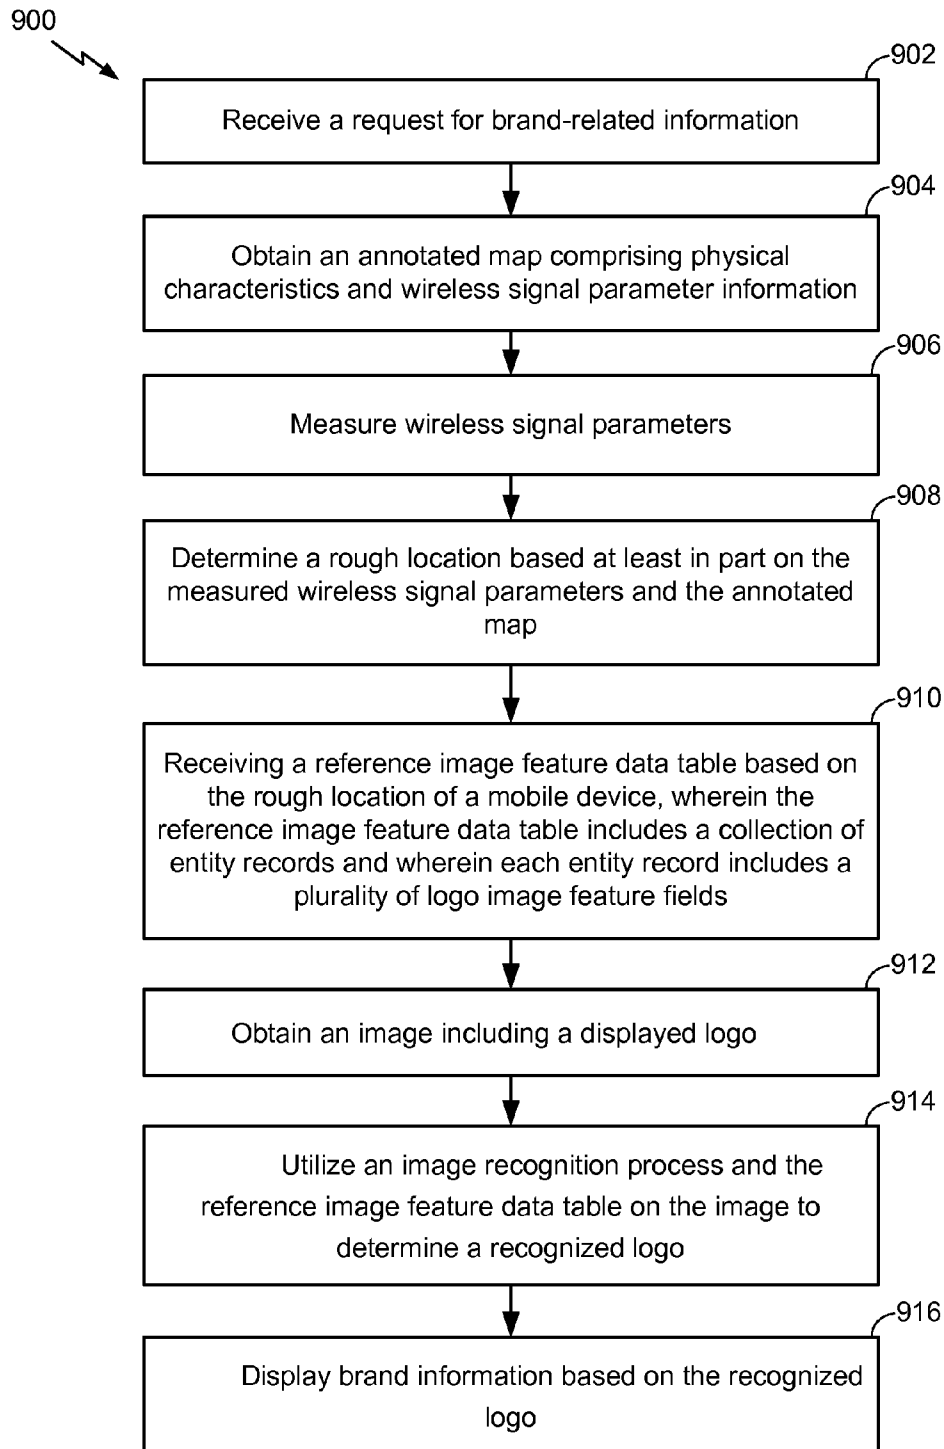 900
902
Receive a request for brand-related information
904
Obtain an annotated map comprising physical
characteristics and wireless signal parameter information
906
Measure wireless signal parameters
908
Determine a rough location based at least in part on the
measured wireless signal parameters and the annotated
map
910
Receiving a reference image feature data table based on
the rough location of a mobile device, wherein the
reference image feature data table includes a collection of
entity records and wherein each entity record includes a
plurality of logo image feature fields
912
Obtain an image including a displayed logo
914
Utilize an image recognition process and the
reference image feature data table on the image to
determine a recognized logo
916
Display brand information based on the recognized
logo